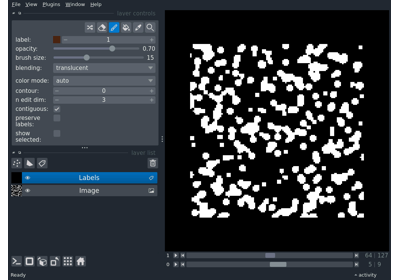 File View Plugins Window Help
layer controls
label: 1
opacity: 0.70
brush size: 15
blending: translucent
color mode: auto
contour: 0
n edit dim: 3
contiguous:
preserve
labels:
show
selected:
layer list
Labels
Image
1 64 127
0 5 9
Ready activity